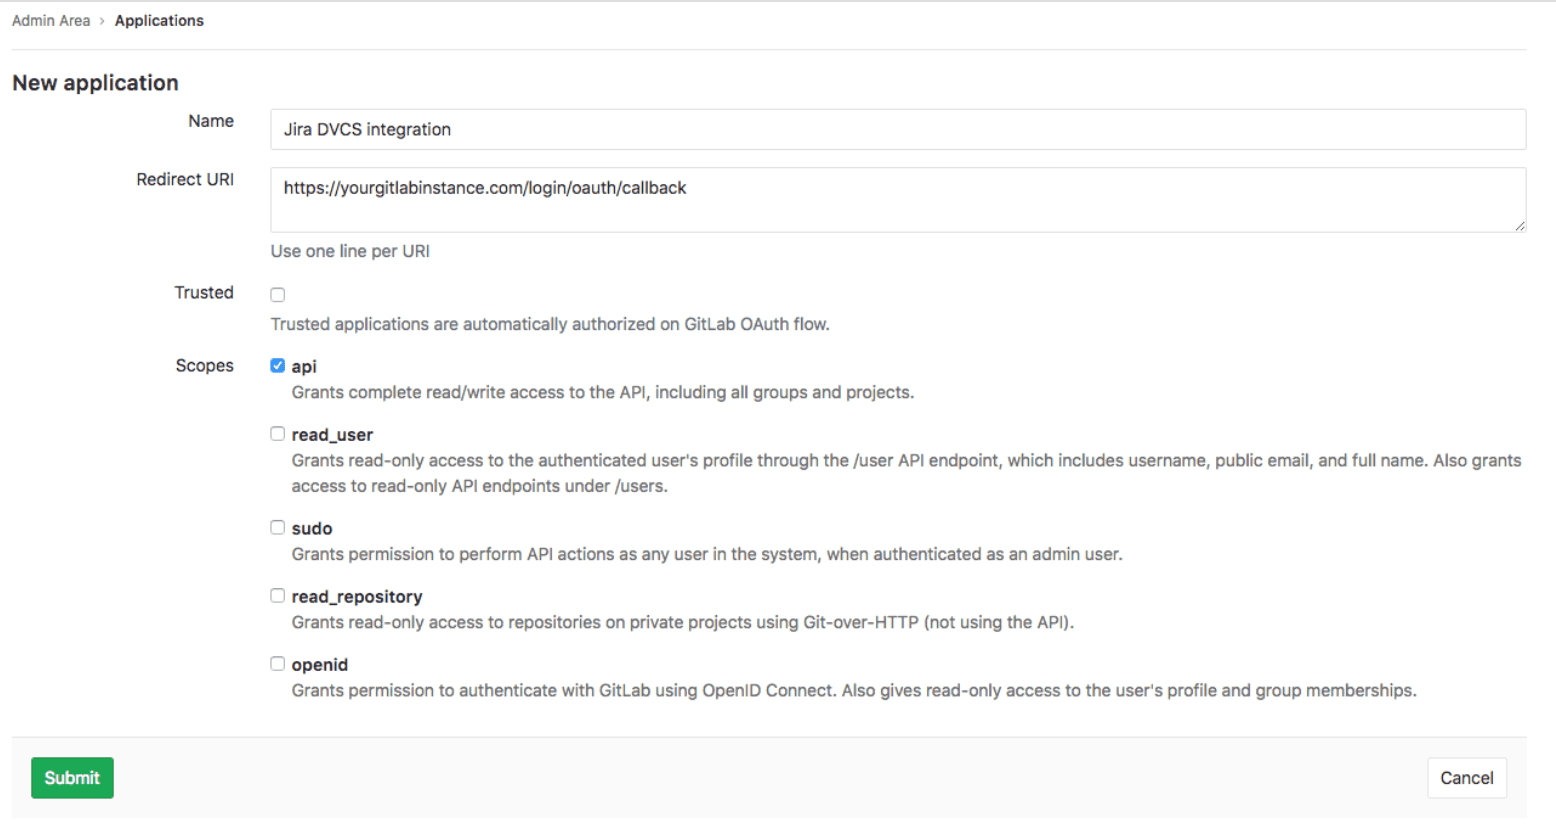 Admin Area › Applications
New application
Name
Jira DVCS integration
Redirect URI
https://yourgitlabinstance.com/login/oauth/callback
Use one line per URI
Trusted
Trusted applications are automatically authorized on GitLab OAuth flow.
Scopes
api
Grants complete read/write access to the API, including all groups and projects.
read_user
Grants read-only access to the authenticated user's profile through the /user API endpoint, which includes username, public email, and full name. Also grants
access to read-only API endpoints under /users.
sudo
Grants permission to perform API actions as any user in the system, when authenticated as an admin user.
read_repository
Grants read-only access to repositories on private projects using Git-over-HTTP (not using the API).
openid
Grants permission to authenticate with GitLab using OpenID Connect. Also gives read-only access to the user's profile and group memberships.
Submit
Cancel